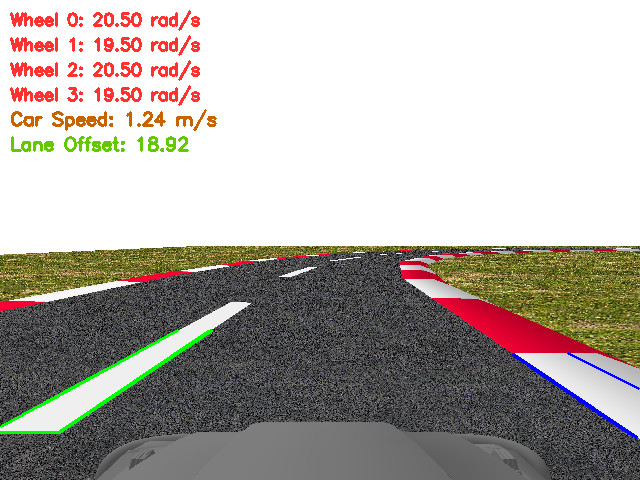 Wheel 0: 20.50 rad/s
Wheel 1: 19.50 rad/s
Wheel 2: 20.50 rad/s
Wheel 3: 19.50 rad/s
Car Speed: 1.24 m/s
Lane Offset: 18.92